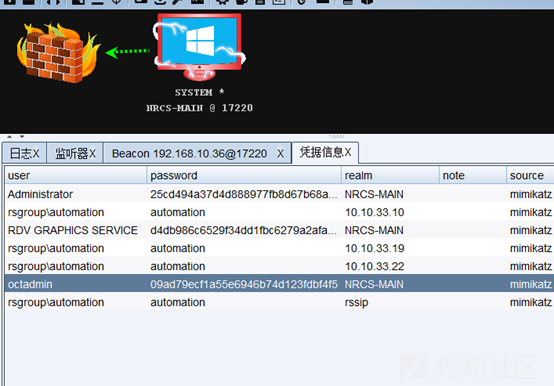 SYSTEM *
NRCS-MAIN @ 17220
日志X 监听器X Beacon 192.168.10.36@17220 X 凭据信息X
user password realm note source
Administrator 25cd494a37d4d888977fb8d67b68a... NRCS-MAIN mimikatz
rsgroup\automation automation 10.10.33.10 mimikatz
RDV GRAPHICS SERVICE d4db986c6529f34dd1fbc6279a2afa... NRCS-MAIN mimikatz
rsgroup\automation automation 10.10.33.19 mimikatz
rsgroup\automation automation 10.10.33.22 mimikatz
octadmin 09ad79ecf1a55e6946b74d123fdbf4f5 NRCS-MAIN mimikatz
rsgroup\automation automation rssip mimikatz
先知社区